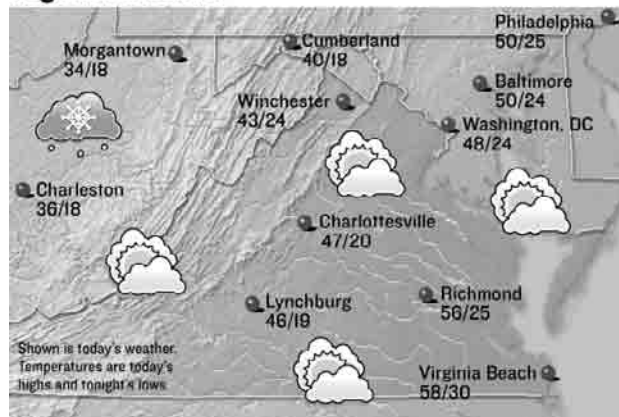 Philadelphia
50/25
Morgantown
34/18
Cumberland
40/18
Baltimore
50/24
Winchester
43/24
Washington, DC
48/24
Charleston
36/18
Charlottesville
47/20
Lynchburg
46/19
Richmond
56/25
Shown is today's weather.
Temperatures are today's
highs and tonight's lows.
Virginia Beach
58/30